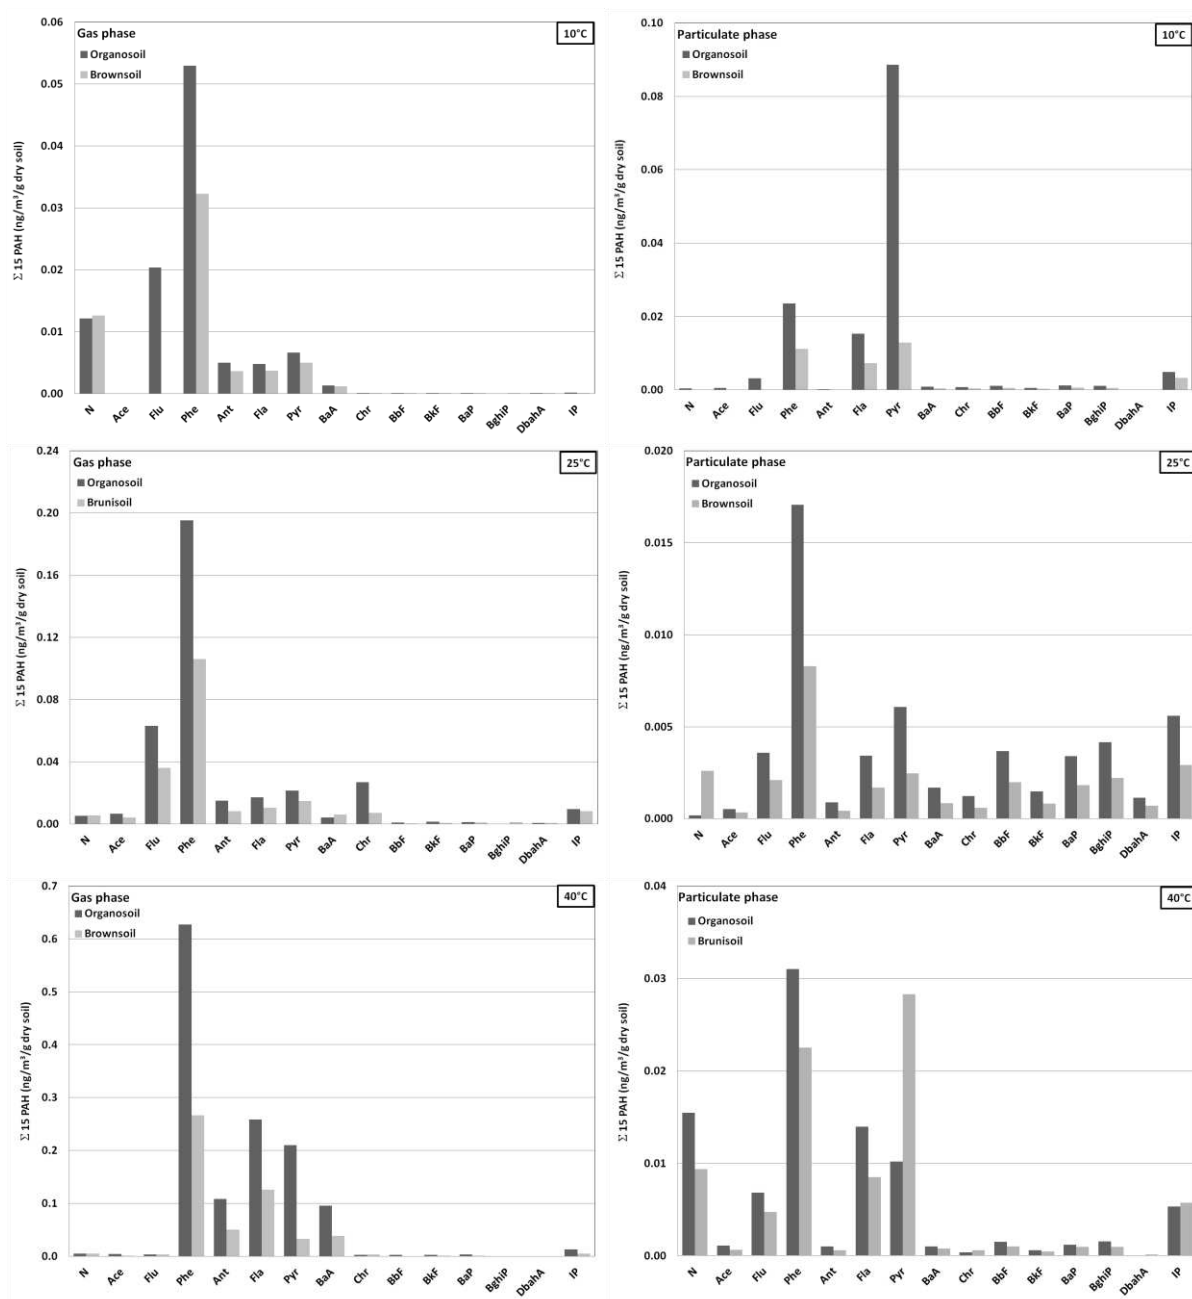 Gas phase
10°C
Organosoil
Brownsoil
0.06
0.05
0.04
0.03
0.02
0.01
0.00
Σ 15 PAH (ng/m³/g dry soil)
N Ace Flu Phe Ant Fla Pyr BaA Chr BbF BkF BaP BghiP DbahA IP
Particulate phase
10°C
Organosoil
Brownsoil
0.10
0.08
0.06
0.04
0.02
0.00
Σ 15 PAH (ng/m³/g dry soil)
N Ace Flu Phe Ant Fla Pyr BaA Chr BbF BkF BaP BghiP DbahA IP
Gas phase
25°C
Organosoil
Brunisoil
0.24
0.20
0.16
0.12
0.08
0.04
0.00
Σ 15 PAH (ng/m³/g dry soil)
N Ace Flu Phe Ant Fla Pyr BaA Chr BbF BkF BaP BghiP DbahA IP
Particulate phase
25°C
Organosoil
Brownsoil
0.020
0.015
0.010
0.005
0.000
Σ 15 PAH (ng/m³/g dry soil)
N Ace Flu Phe Ant Fla Pyr BaA Chr BbF BkF BaP BghiP DbahA IP
Gas phase
40°C
Organosoil
Brownsoil
0.7
0.6
0.5
0.4
0.3
0.2
0.1
0.0
Σ 15 PAH (ng/m³/g dry soil)
N Ace Flu Phe Ant Fla Pyr BaA Chr BbF BkF BaP BghiP DbahA IP
Particulate phase
40°C
Organosoil
Brunisoil
0.04
0.03
0.02
0.01
0.00
Σ 15 PAH (ng/m³/g dry soil)
N Ace Flu Phe Ant Fla Pyr BaA Chr BbF BkF BaP BghiP DbahA IP